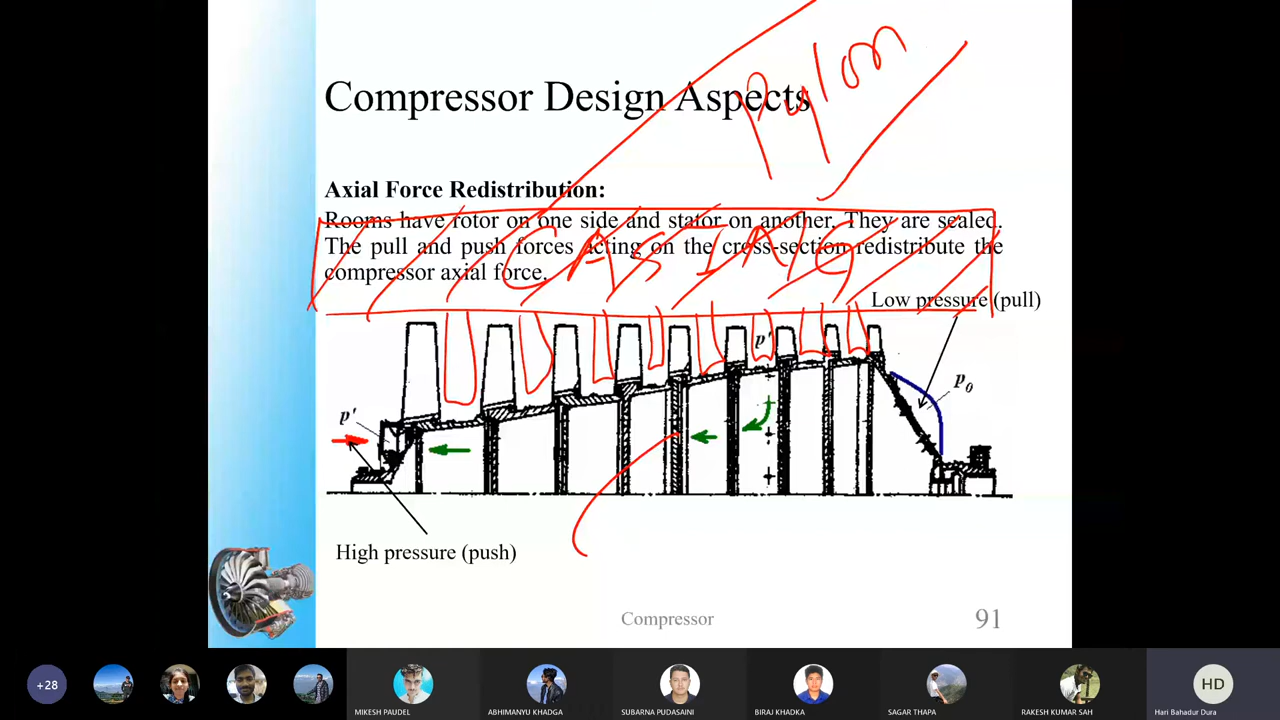 Compressor Design Aspects
Pylon
Axial Force Redistribution:
Rooms have rotor on one side and stator on another. They are sealed.
The pull and push forces acting on the cross-section redistribute the
compressor axial force.
CASING
Low pressure (pull)
p'
p₀
p'
High pressure (push)
Compressor
91
+28
MIKESH PAUDEL
ABHIMANYU KHADGA
SUBARNA PUDASAINI
BIRAJ KHADKA
SAGAR THAPA
RAKESH KUMAR SAH
HD
Hari Bahadur Dura